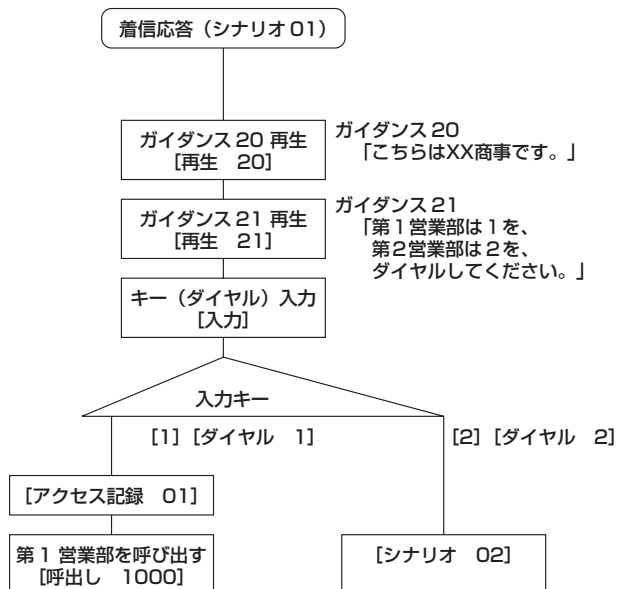 着信応答（シナリオ01）
ガイダンス20 再生
[再生　20]
ガイダンス20
「こちらはXX商事です。」
ガイダンス21 再生
[再生　21]
ガイダンス21
「第1営業部は1を、
第2営業部は2を、
ダイヤルしてください。」
キー（ダイヤル）入力
[入力]
入力キー
[1] [ダイヤル　1]
[2] [ダイヤル　2]
[アクセス記録　01]
第1 営業部を呼び出す
[呼出し　1000]
[シナリオ　02]